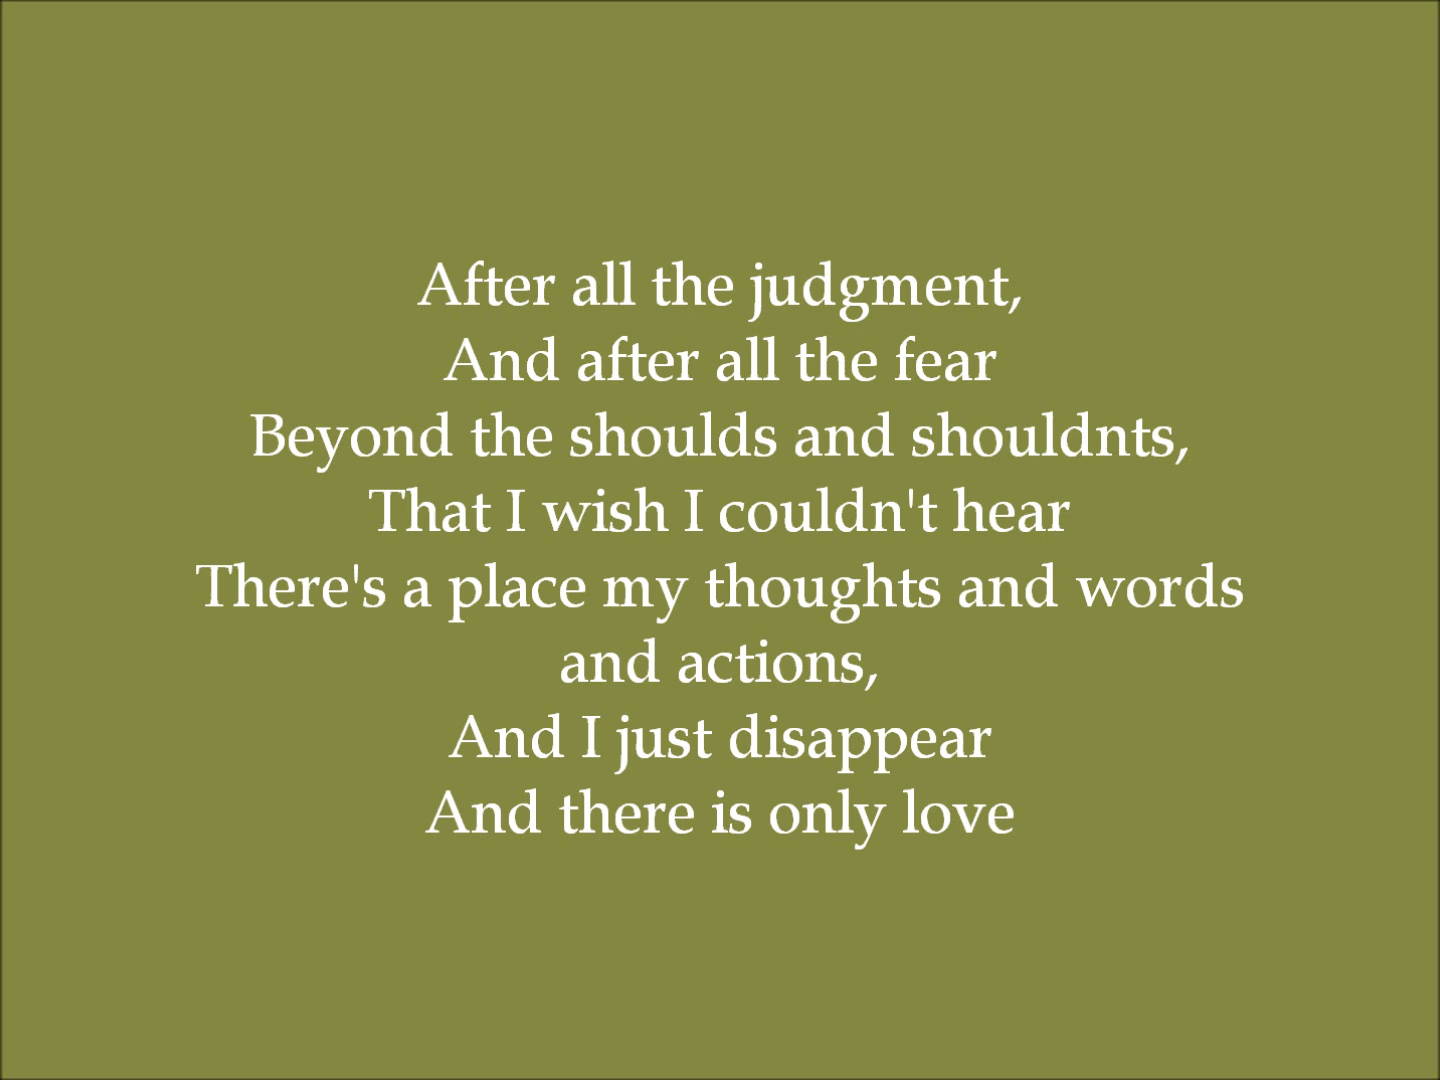 After all the judgment,
And after all the fear
Beyond the shoulds and shouldnts,
That I wish I couldn't hear
There's a place my thoughts and words
and actions,
And I just disappear
And there is only love